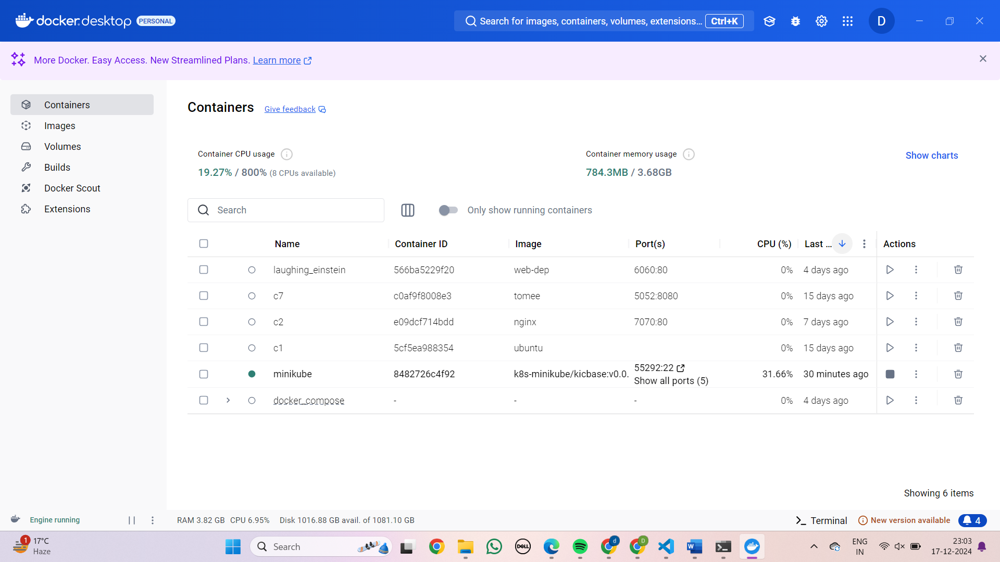 docker desktop PERSONAL
Search for images, containers, volumes, extensions... Ctrl+K
D
More Docker. Easy Access. New Streamlined Plans. Learn more
Containers
Images
Volumes
Builds
Docker Scout
Extensions
Containers Give feedback
Container CPU usage
19.27% / 800% (8 CPUs available)
Container memory usage
784.3MB / 3.68GB
Show charts
Search
Only show running containers
Name Container ID Image Port(s) CPU (%) Last ... Actions
laughing_einstein 566ba5229f20 web-dep 6060:80 0% 4 days ago
c7 c0af9f8008e3 tomee 5052:8080 0% 15 days ago
c2 e09dcf714bdd nginx 7070:80 0% 7 days ago
c1 5cf5ea988354 ubuntu 0% 15 days ago
minikube 8482726c4f92 k8s-minikube/kicbase:v0.0. 55292:22 31.66% 30 minutes ago
Show all ports (5)
docker_compose - - - 0% 4 days ago
Showing 6 items
Engine running
RAM 3.82 GB CPU 6.95% Disk 1016.88 GB avail. of 1081.10 GB
Terminal
New version available
4
1
17°C
Haze
Search
DELL
d
D
W
ENG
IN
23:03
17-12-2024